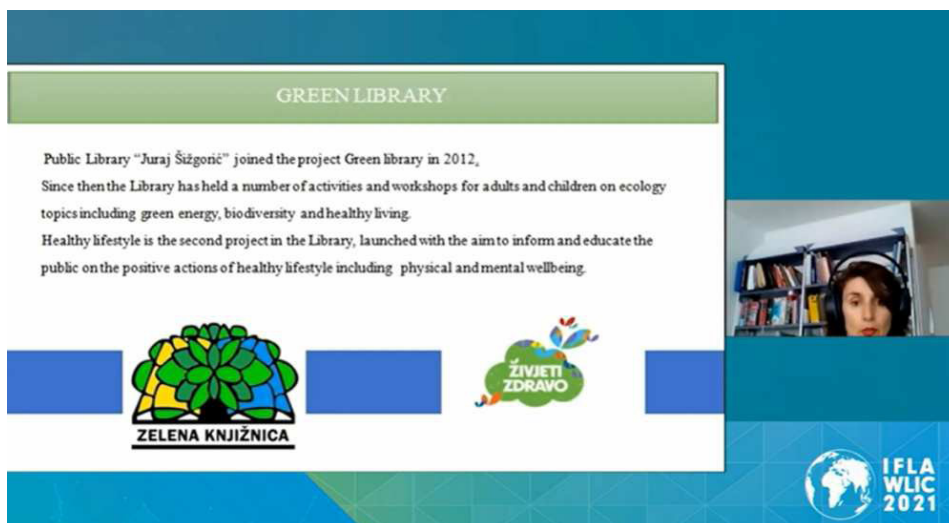 GREEN LIBRARY
Public Library “Juraj Šižgorić” joined the project Green library in 2012.
Since then the Library has held a number of activities and workshops for adults and children on ecology
topics including green energy, biodiversity and healthy living.
Healthy lifestyle is the second project in the Library, launched with the aim to inform and educate the
public on the positive actions of healthy lifestyle including physical and mental wellbeing.
ZELENA KNJIŽNICA
ŽIVJETI
ZDRAVO
IFLA
WLIC
2021